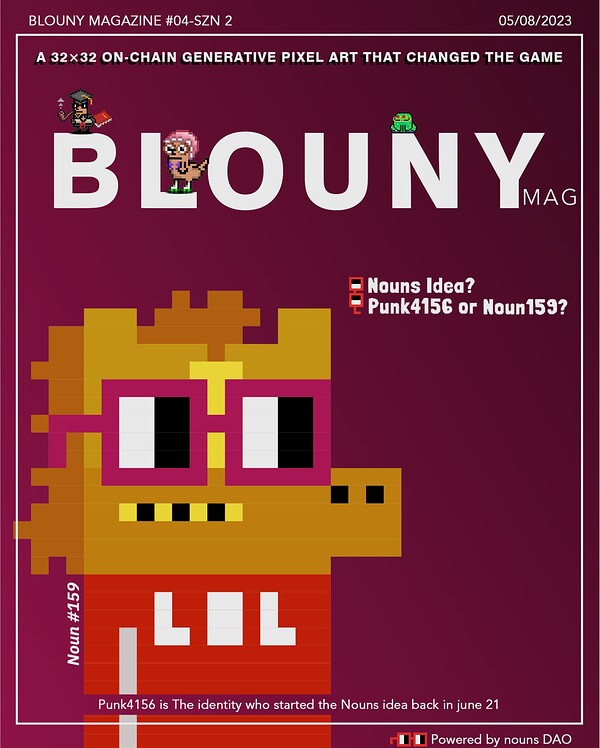 BLOUNY MAGAZINE #04-SZN 2
05/08/2023
A 32×32 ON-CHAIN GENERATIVE PIXEL ART THAT CHANGED THE GAME
BLOUNY
MAG
Nouns Idea?
Punk4156 or Noun159?
Noun #159
LOL
Punk4156 is The identity who started the Nouns idea back in june 21
Powered by nouns DAO